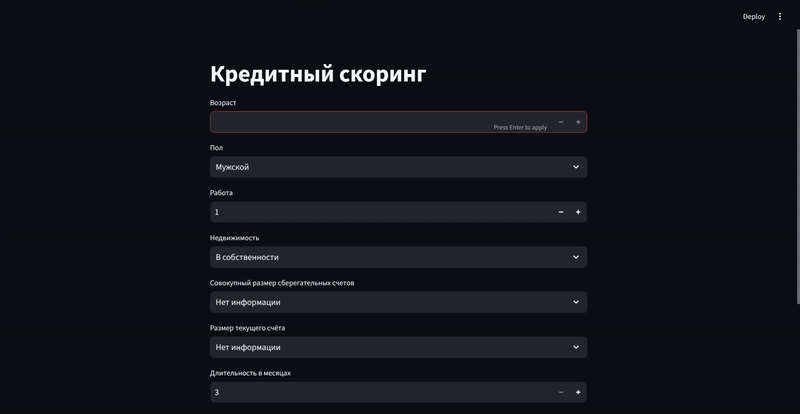 Deploy
Кредитный скоринг
Возраст
Press Enter to apply
Пол
Мужской
Работа
1
Недвижимость
В собственности
Совокупный размер сберегательных счетов
Нет информации
Размер текущего счёта
Нет информации
Длительность в месяцах
3